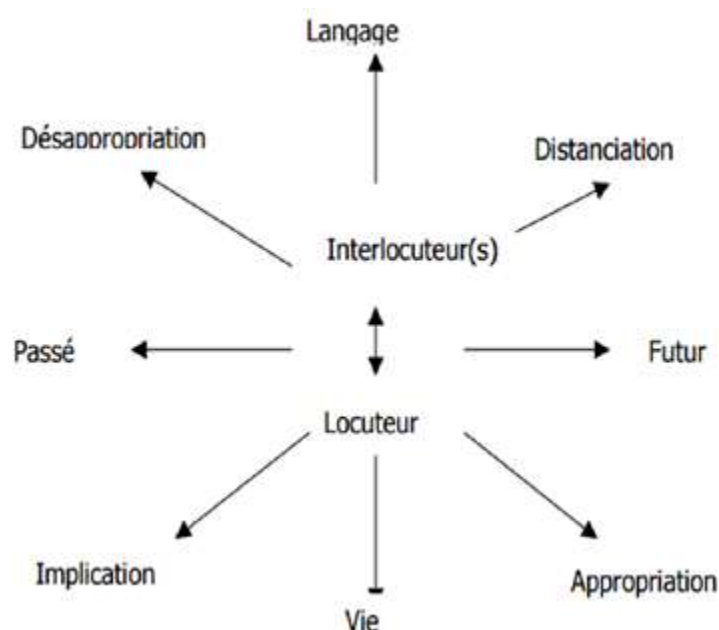 Langage
Désappropriation
Distanciation
Interlocuteur(s)
Passé
Futur
Locuteur
Implication
Appropriation
Vie